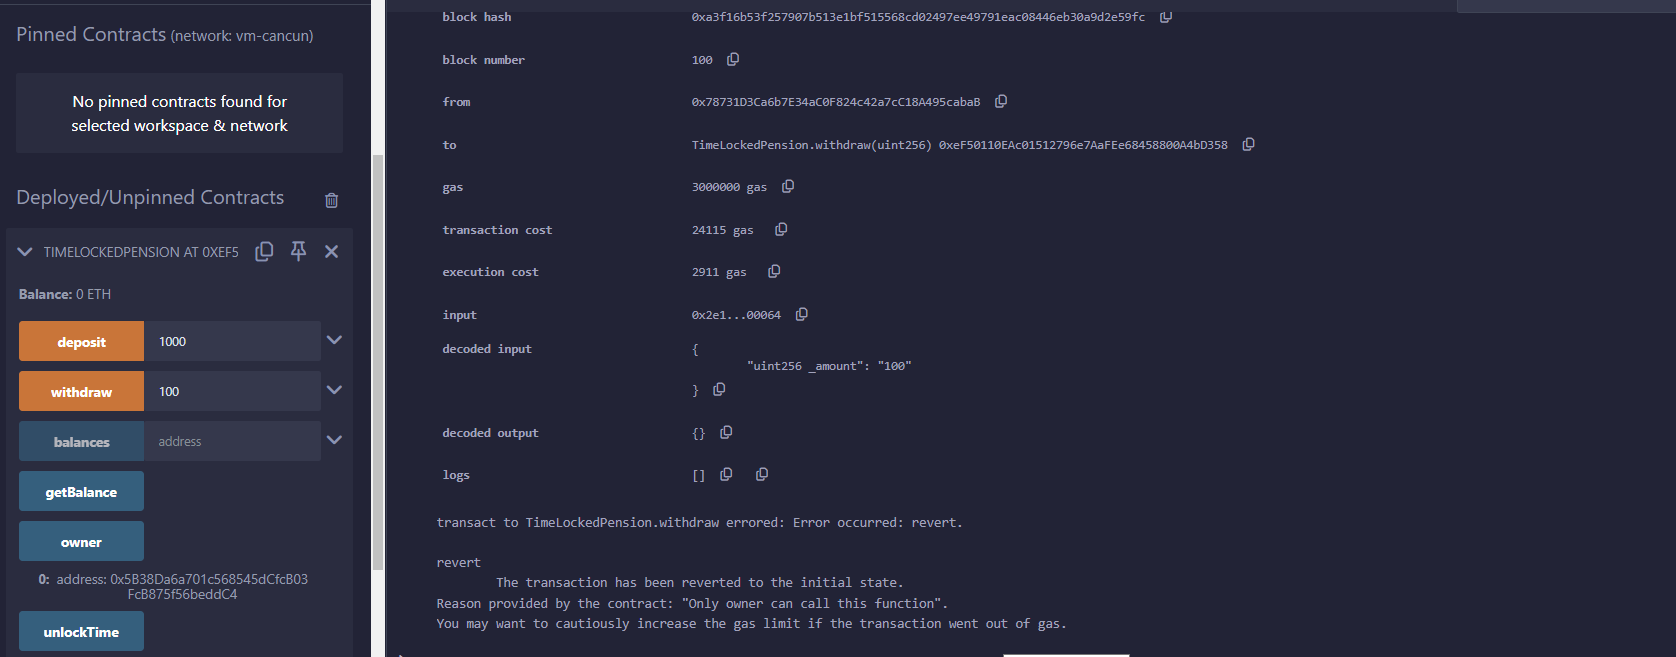 Pinned Contracts (network: vm-cancun)
No pinned contracts found for
selected workspace & network
Deployed/Unpinned Contracts
TIMELOCKEDPENSION AT 0XEF5
Balance: 0 ETH
deposit 1000
withdraw 100
balances address
getBalance
owner
0: address: 0x5B38Da6a701c568545dCfcB03
FcB875f56beddC4
unlockTime
block hash 0xa3f16b53f257907b513e1bf515568cd02497ee49791eac08446eb30a9d2e59fc
block number 100
from 0x78731D3Ca6b7E34aC0F824c42a7cC18A495cabaB
to TimeLockedPension.withdraw(uint256) 0xeF50110EAc01512796e7AaFEe68458800A4bD358
gas 3000000 gas
transaction cost 24115 gas
execution cost 2911 gas
input 0x2e1...00064
decoded input {
"uint256 _amount": "100"
}
decoded output {}
logs []
transact to TimeLockedPension.withdraw errored: Error occurred: revert.
revert
The transaction has been reverted to the initial state.
Reason provided by the contract: "Only owner can call this function".
You may want to cautiously increase the gas limit if the transaction went out of gas.